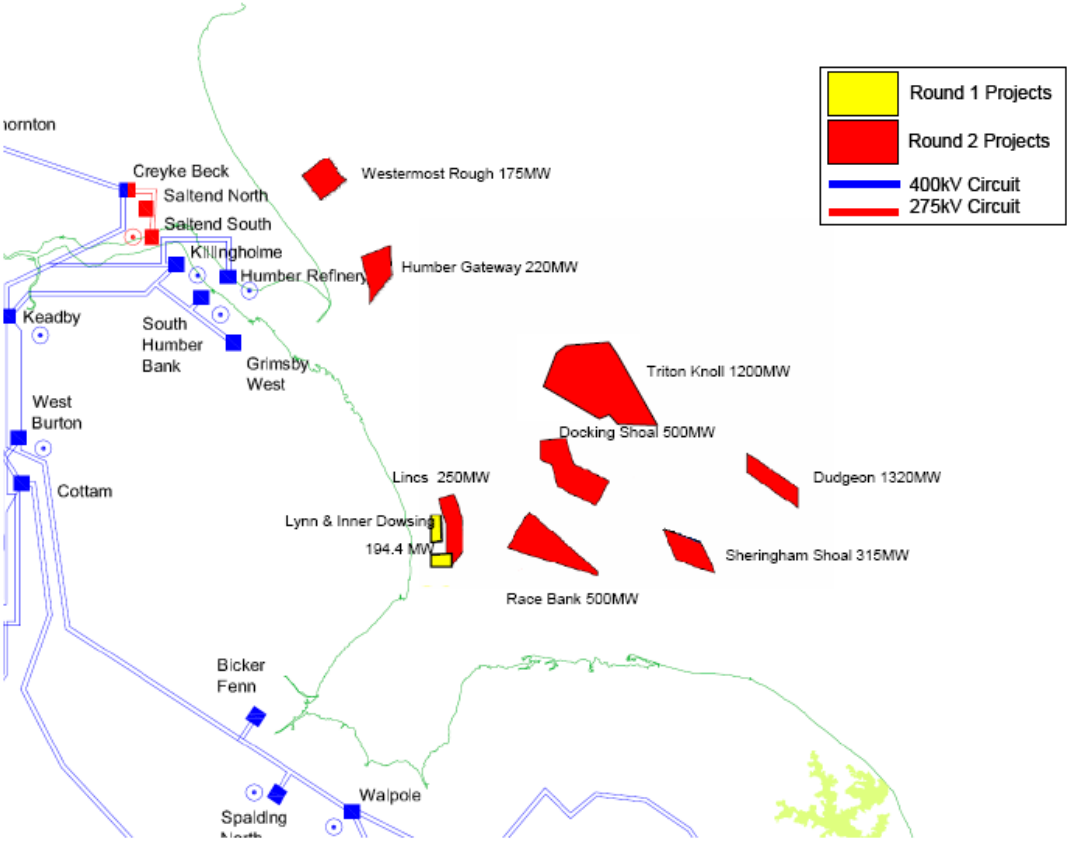 Round 1 Projects
Round 2 Projects
400kV Circuit
275kV Circuit
hornton
Creyke Beck
Saltend North
Saltend South
Killingholme
Humber Refinery
Keadby
South
Humber
Bank
Grimsby
West
West
Burton
Cottam
Westermost Rough 175MW
Humber Gateway 220MW
Triton Knoll 1200MW
Docking Shoal 500MW
Lincs 250MW
Dudgeon 1320MW
Lynn & Inner Dowsing
194.4 MW
Sheringham Shoal 315MW
Race Bank 500MW
Bicker
Fenn
Walpole
Spalding
North